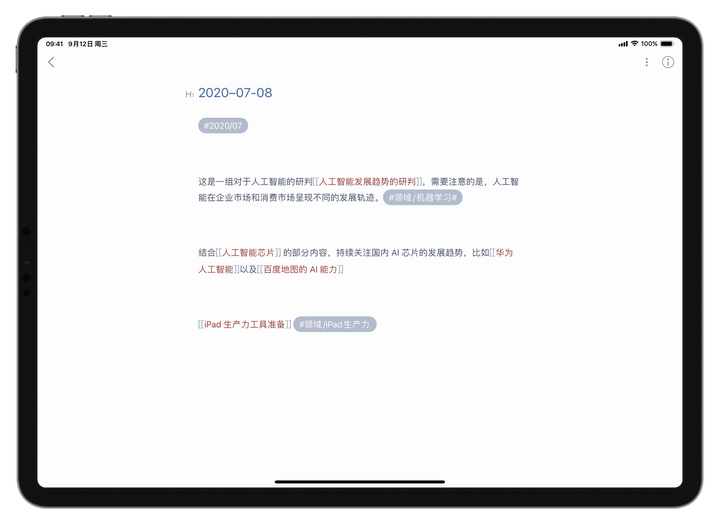 09:41 9月12日 周三
100%
H1 2020–07-08
#2020/07
这是一组对于人工智能的研判[[人工智能发展趋势的研判]]，需要注意的是，人工智
能在企业市场和消费市场呈现不同的发展轨迹。 #领域/机器学习#
结合[[人工智能芯片]] 的部分内容，持续关注国内 AI 芯片的发展趋势，比如[[华为
人工智能]]以及[[百度地图的 AI 能力]]
[[iPad 生产力工具准备]] #领域/iPad生产力